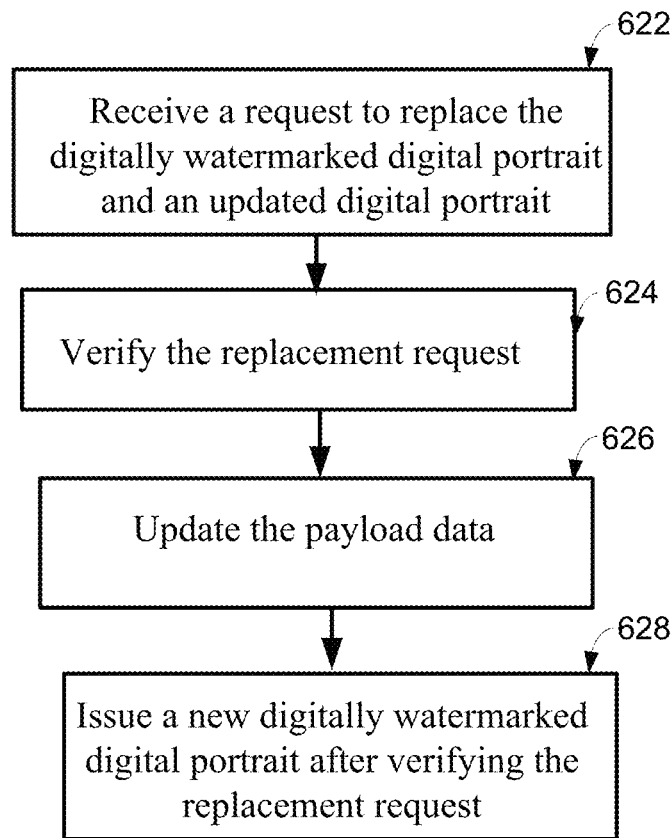 622
Receive a request to replace the
digitally watermarked digital portrait
and an updated digital portrait
624
Verify the replacement request
626
Update the payload data
628
Issue a new digitally watermarked
digital portrait after verifying the
replacement request